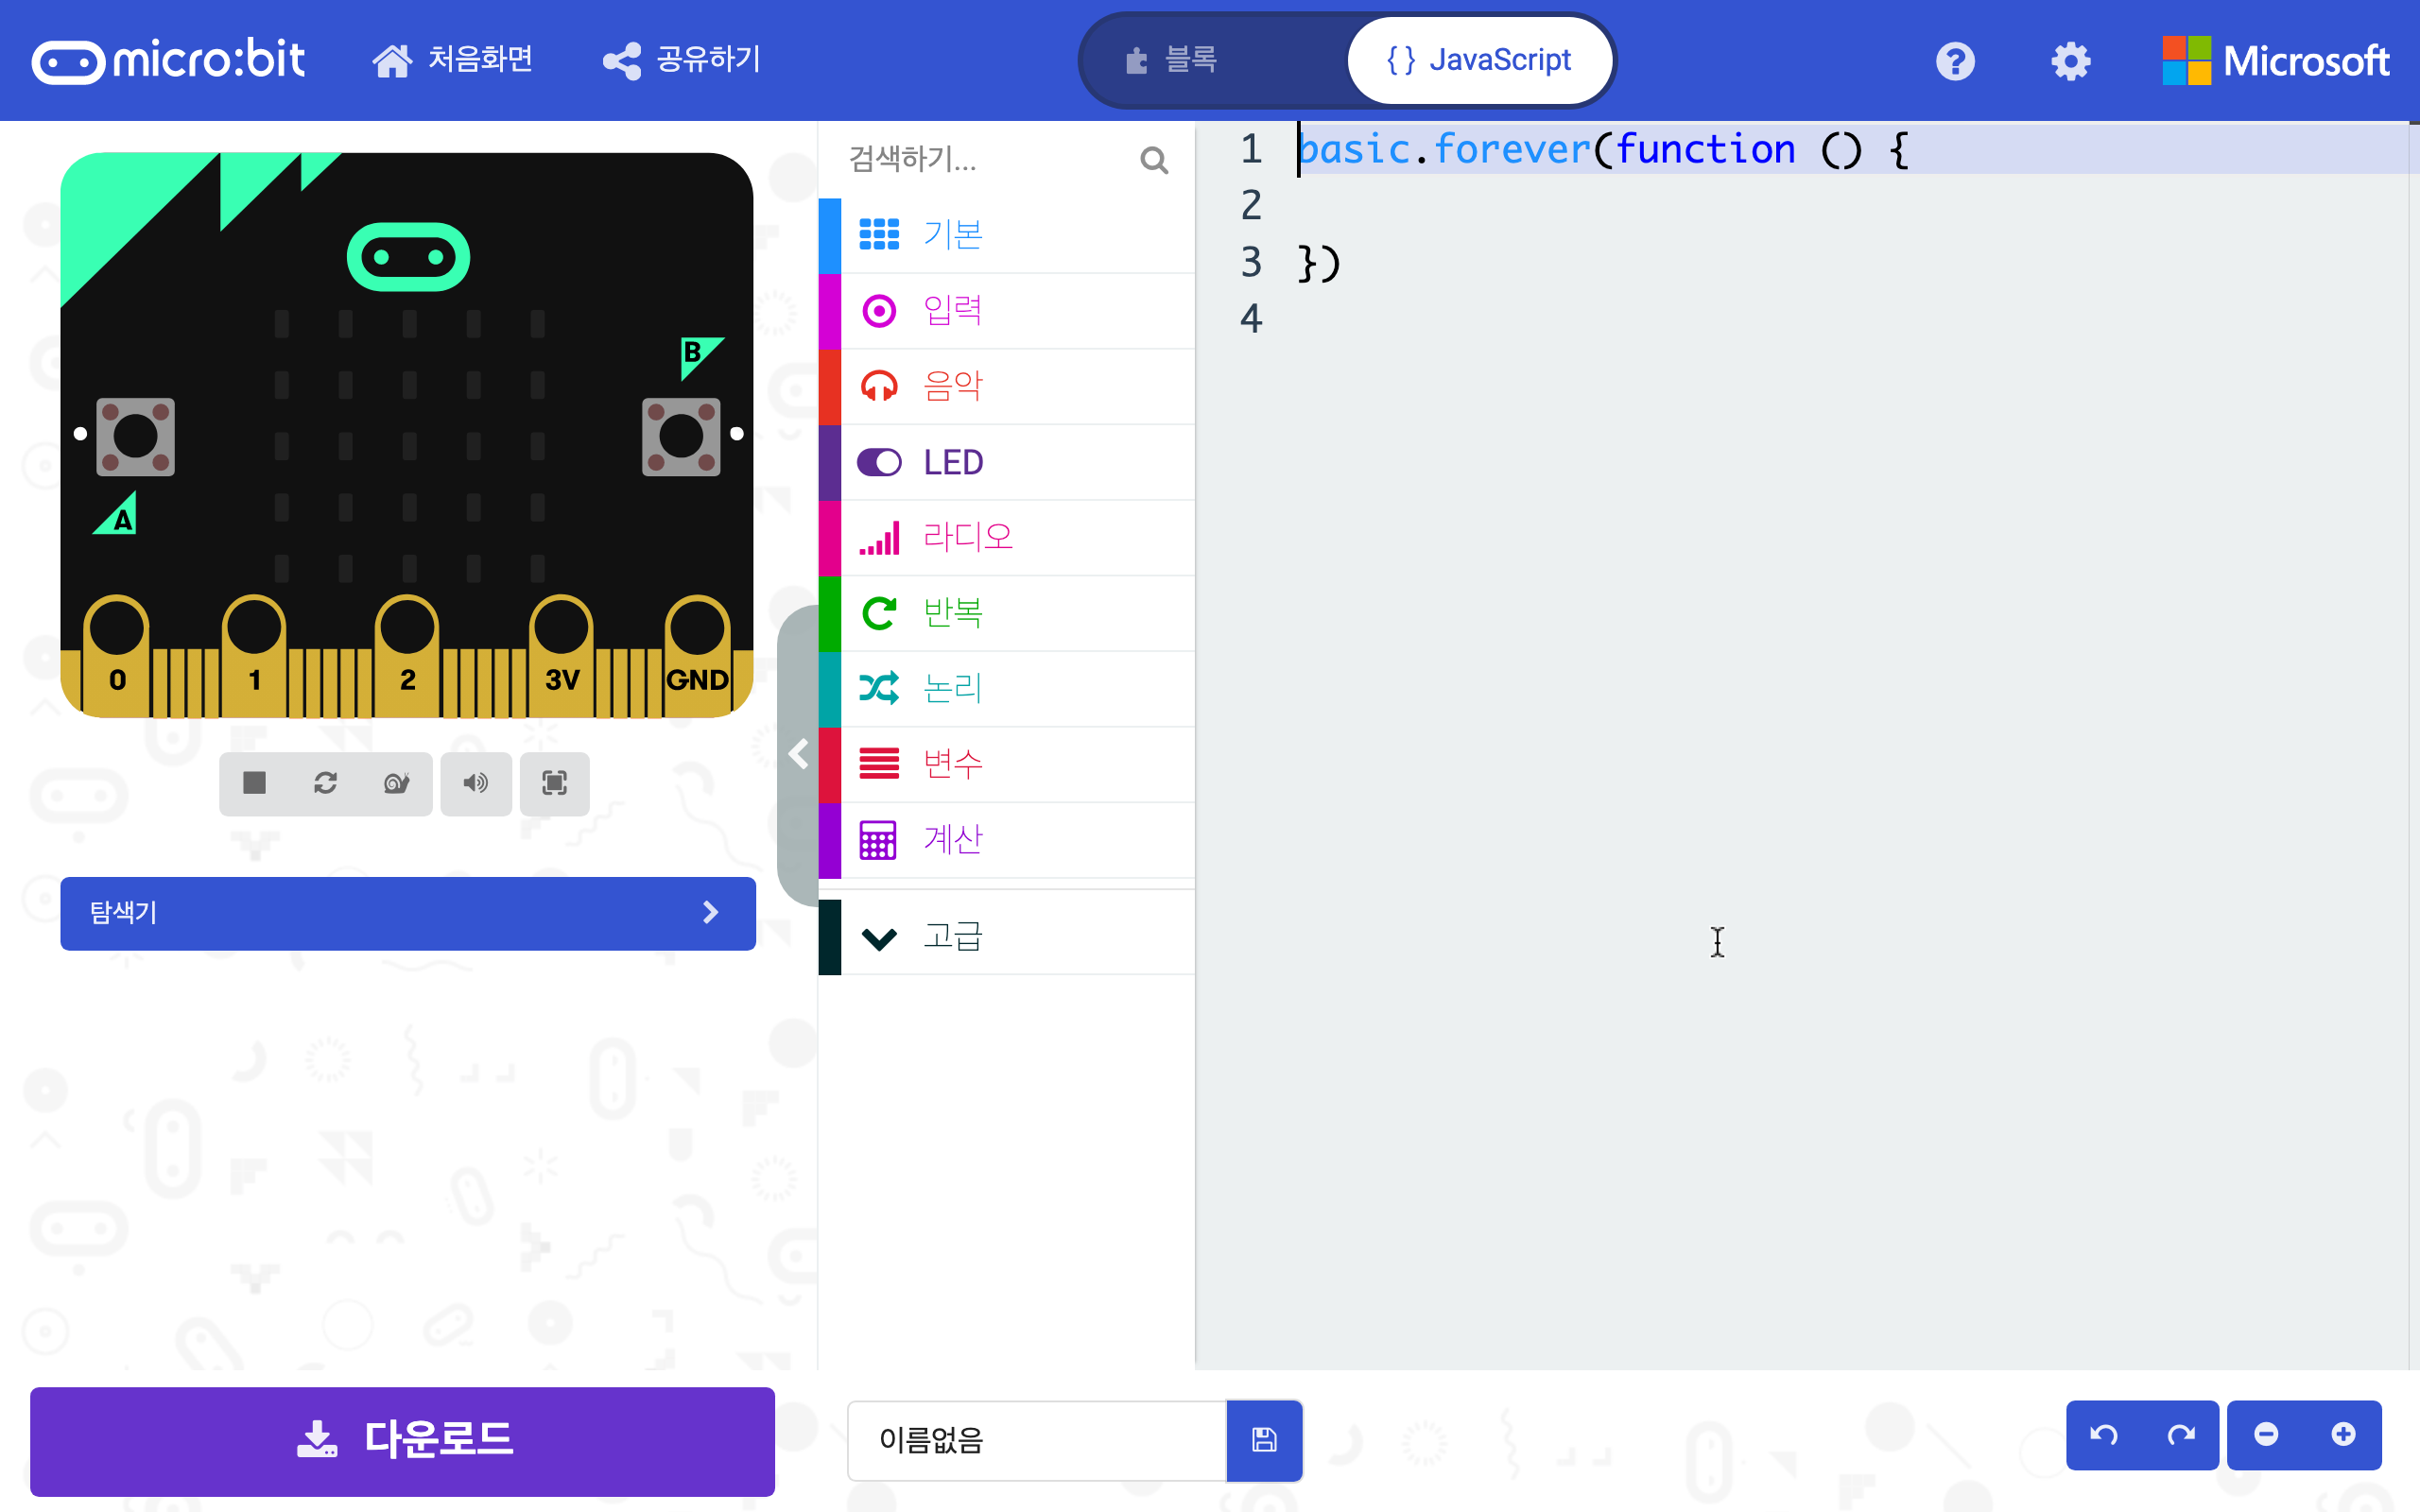 micro:bit
처음화면
공유하기
블록
{ } JavaScript
?
Microsoft
B
A
0
1
2
3V
GND
탐색기
다운로드
검색하기...
기본
입력
음악
LED
라디오
반복
논리
변수
계산
고급
1 basic.forever(function () {
2
3 })
4
이름없음